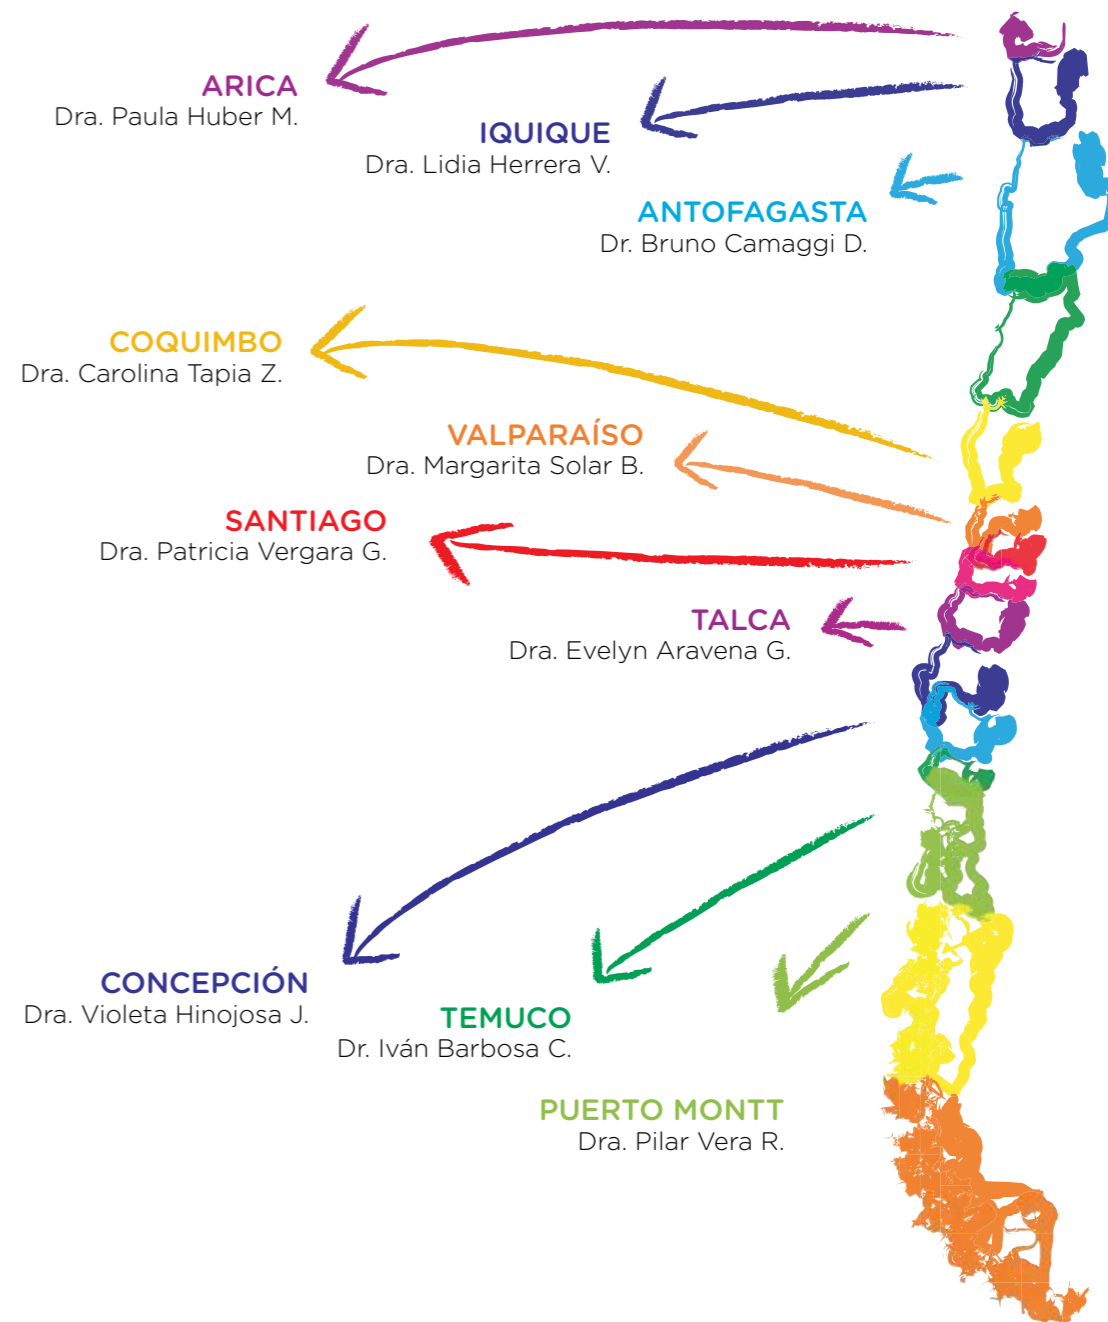 ARICA
Dra. Paula Huber M.
IQUIQUE
Dra. Lidia Herrera V.
ANTOFAGASTA
Dr. Bruno Camaggi D.
COQUIMBO
Dra. Carolina Tapia Z.
VALPARAÍSO
Dra. Margarita Solar B.
SANTIAGO
Dra. Patricia Vergara G.
TALCA
Dra. Evelyn Aravena G.
CONCEPCIÓN
Dra. Violeta Hinojosa J.
TEMUCO
Dr. Iván Barbosa C.
PUERTO MONTT
Dra. Pilar Vera R.